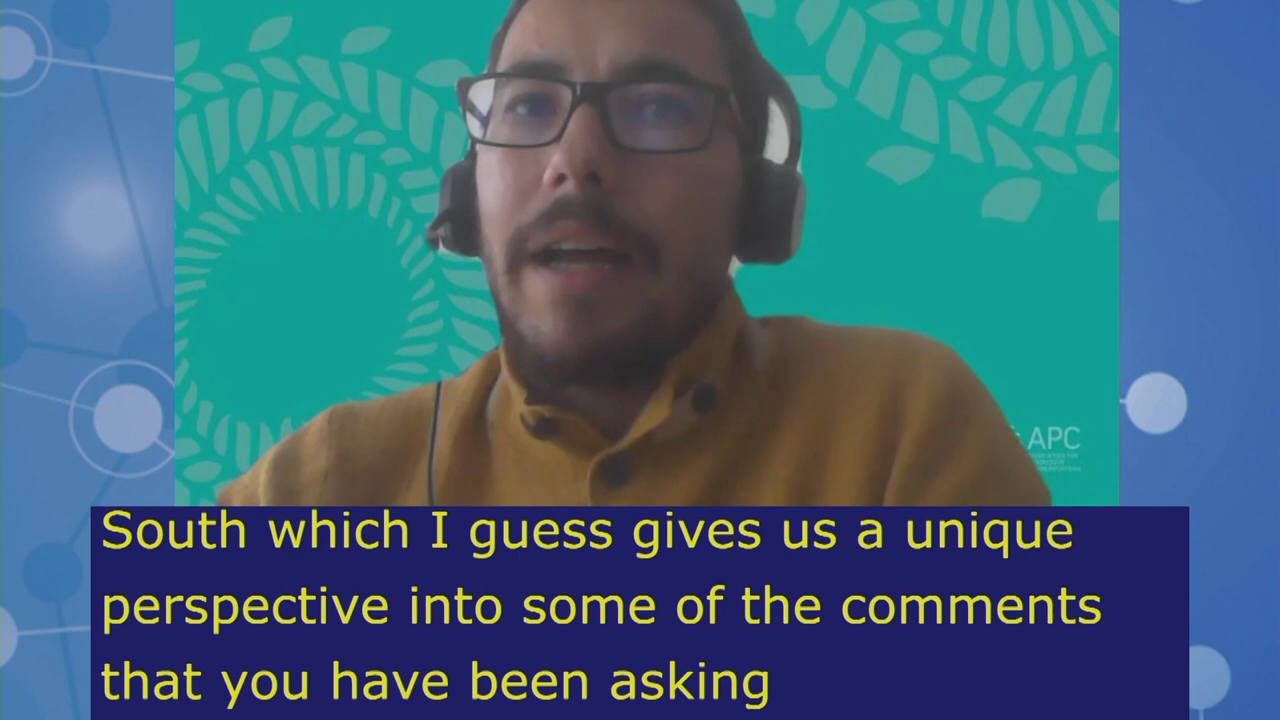 APC
South which I guess gives us a unique
perspective into some of the comments
that you have been asking